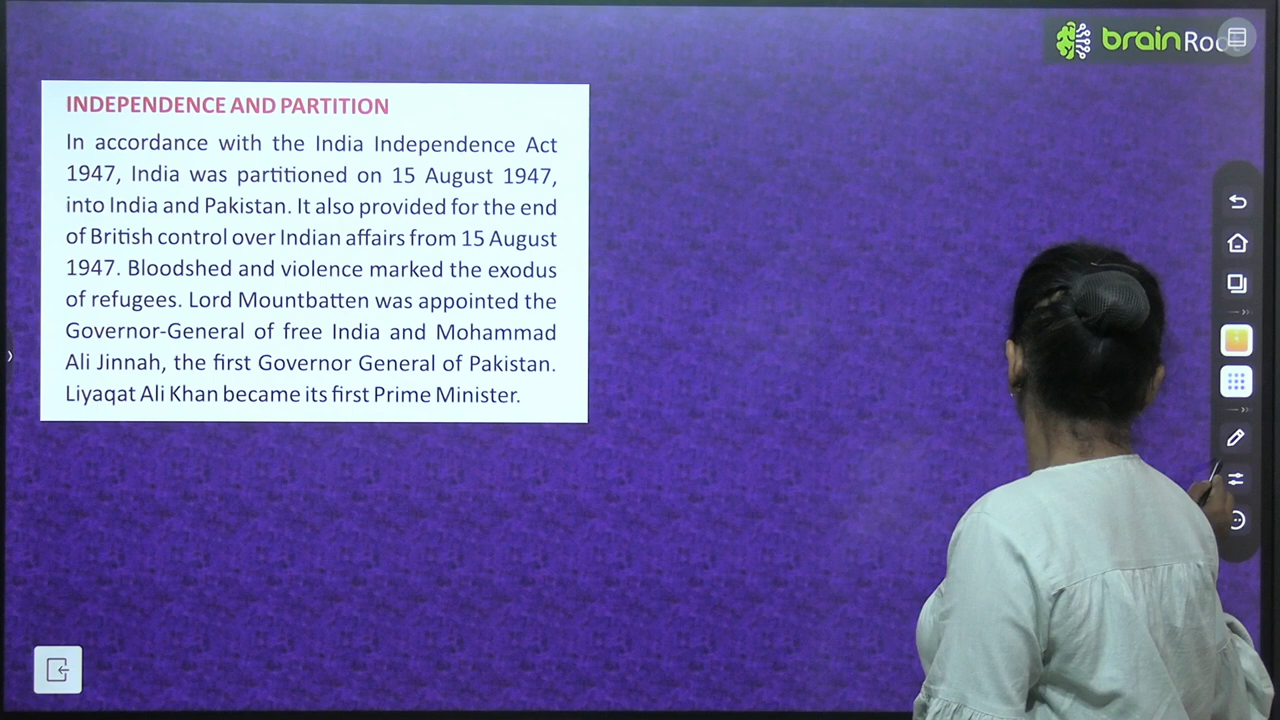 brain Roo
INDEPENDENCE AND PARTITION
In accordance with the India Independence Act
1947, India was partitioned on 15 August 1947,
into India and Pakistan. It also provided for the end
of British control over Indian affairs from 15 August
1947. Bloodshed and violence marked the exodus
of refugees. Lord Mountbatten was appointed the
Governor-General of free India and Mohammad
Ali Jinnah, the first Governor General of Pakistan.
Liyaqat Ali Khan became its first Prime Minister.